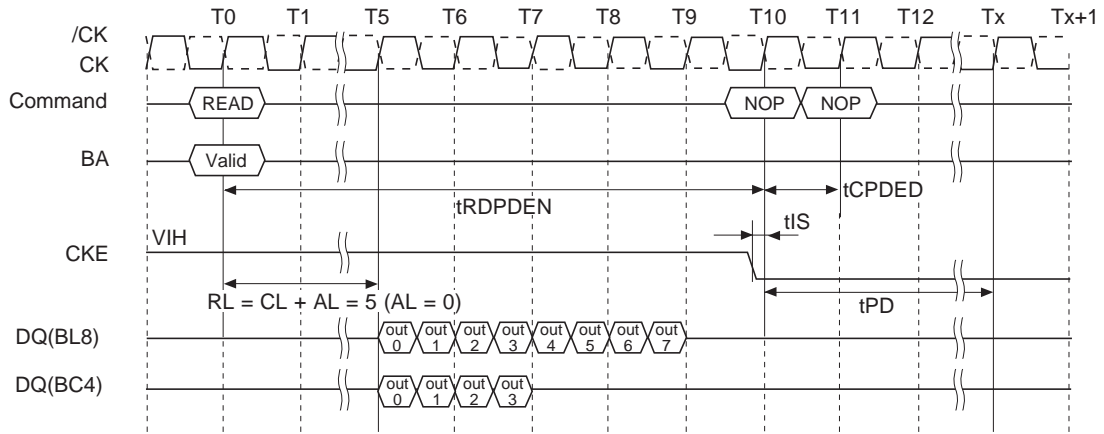 T0 T1 T5 T6 T7 T8 T9 T10 T11 T12 Tx Tx+1
/CK
CK
Command READ NOP NOP
BA Valid
tRDPDEN tCPDED
tIS
VIH
CKE
RL = CL + AL = 5 (AL = 0)
tPD
DQ(BL8) out 0 out 1 out 2 out 3 out 4 out 5 out 6 out 7
DQ(BC4) out 0 out 1 out 2 out 3